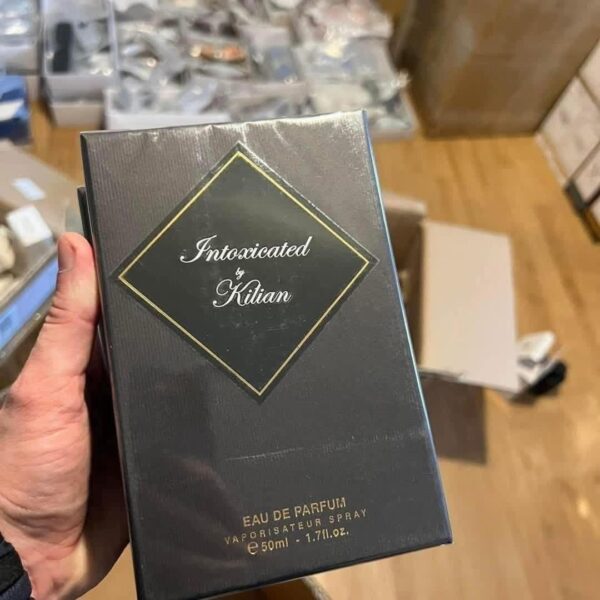 Intoxicated
by
Kilian
EAU DE PARFUM
VAPORISATEUR SPRAY
℮ 50ml - 1.7fl.oz.